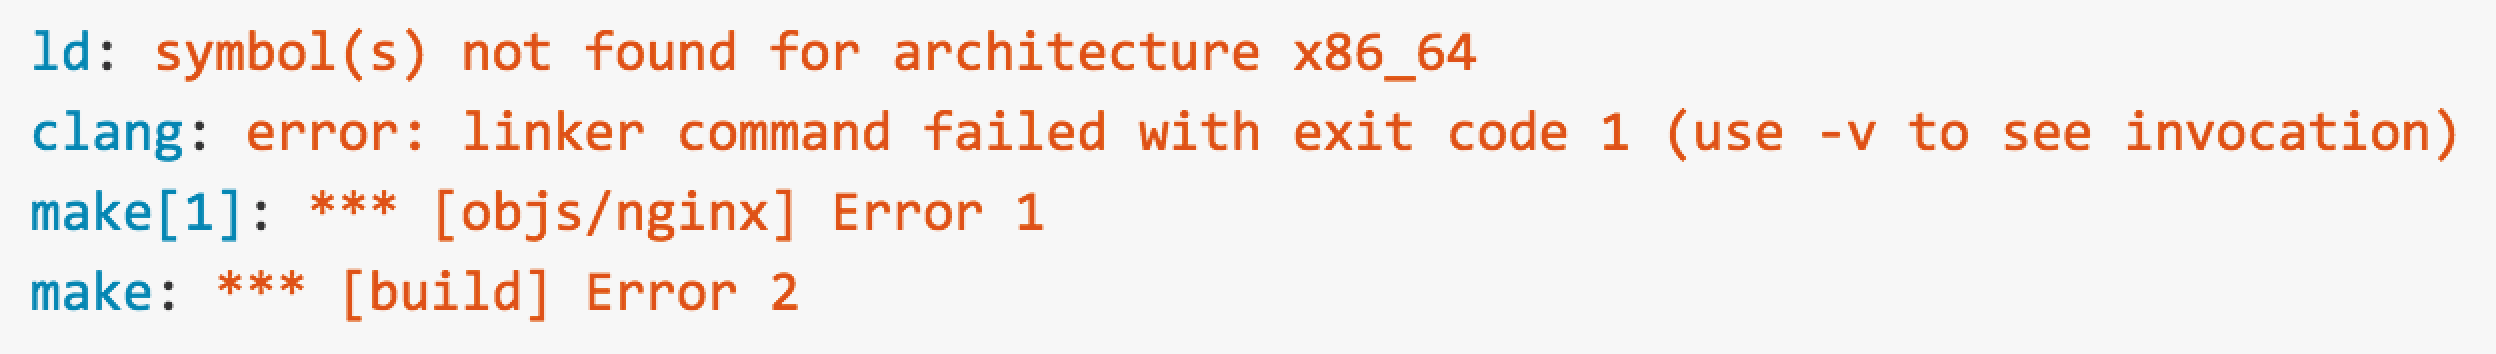 ld: symbol(s) not found for architecture x86_64
clang: error: linker command failed with exit code 1 (use -v to see invocation)
make[1]: *** [objs/nginx] Error 1
make: *** [build] Error 2